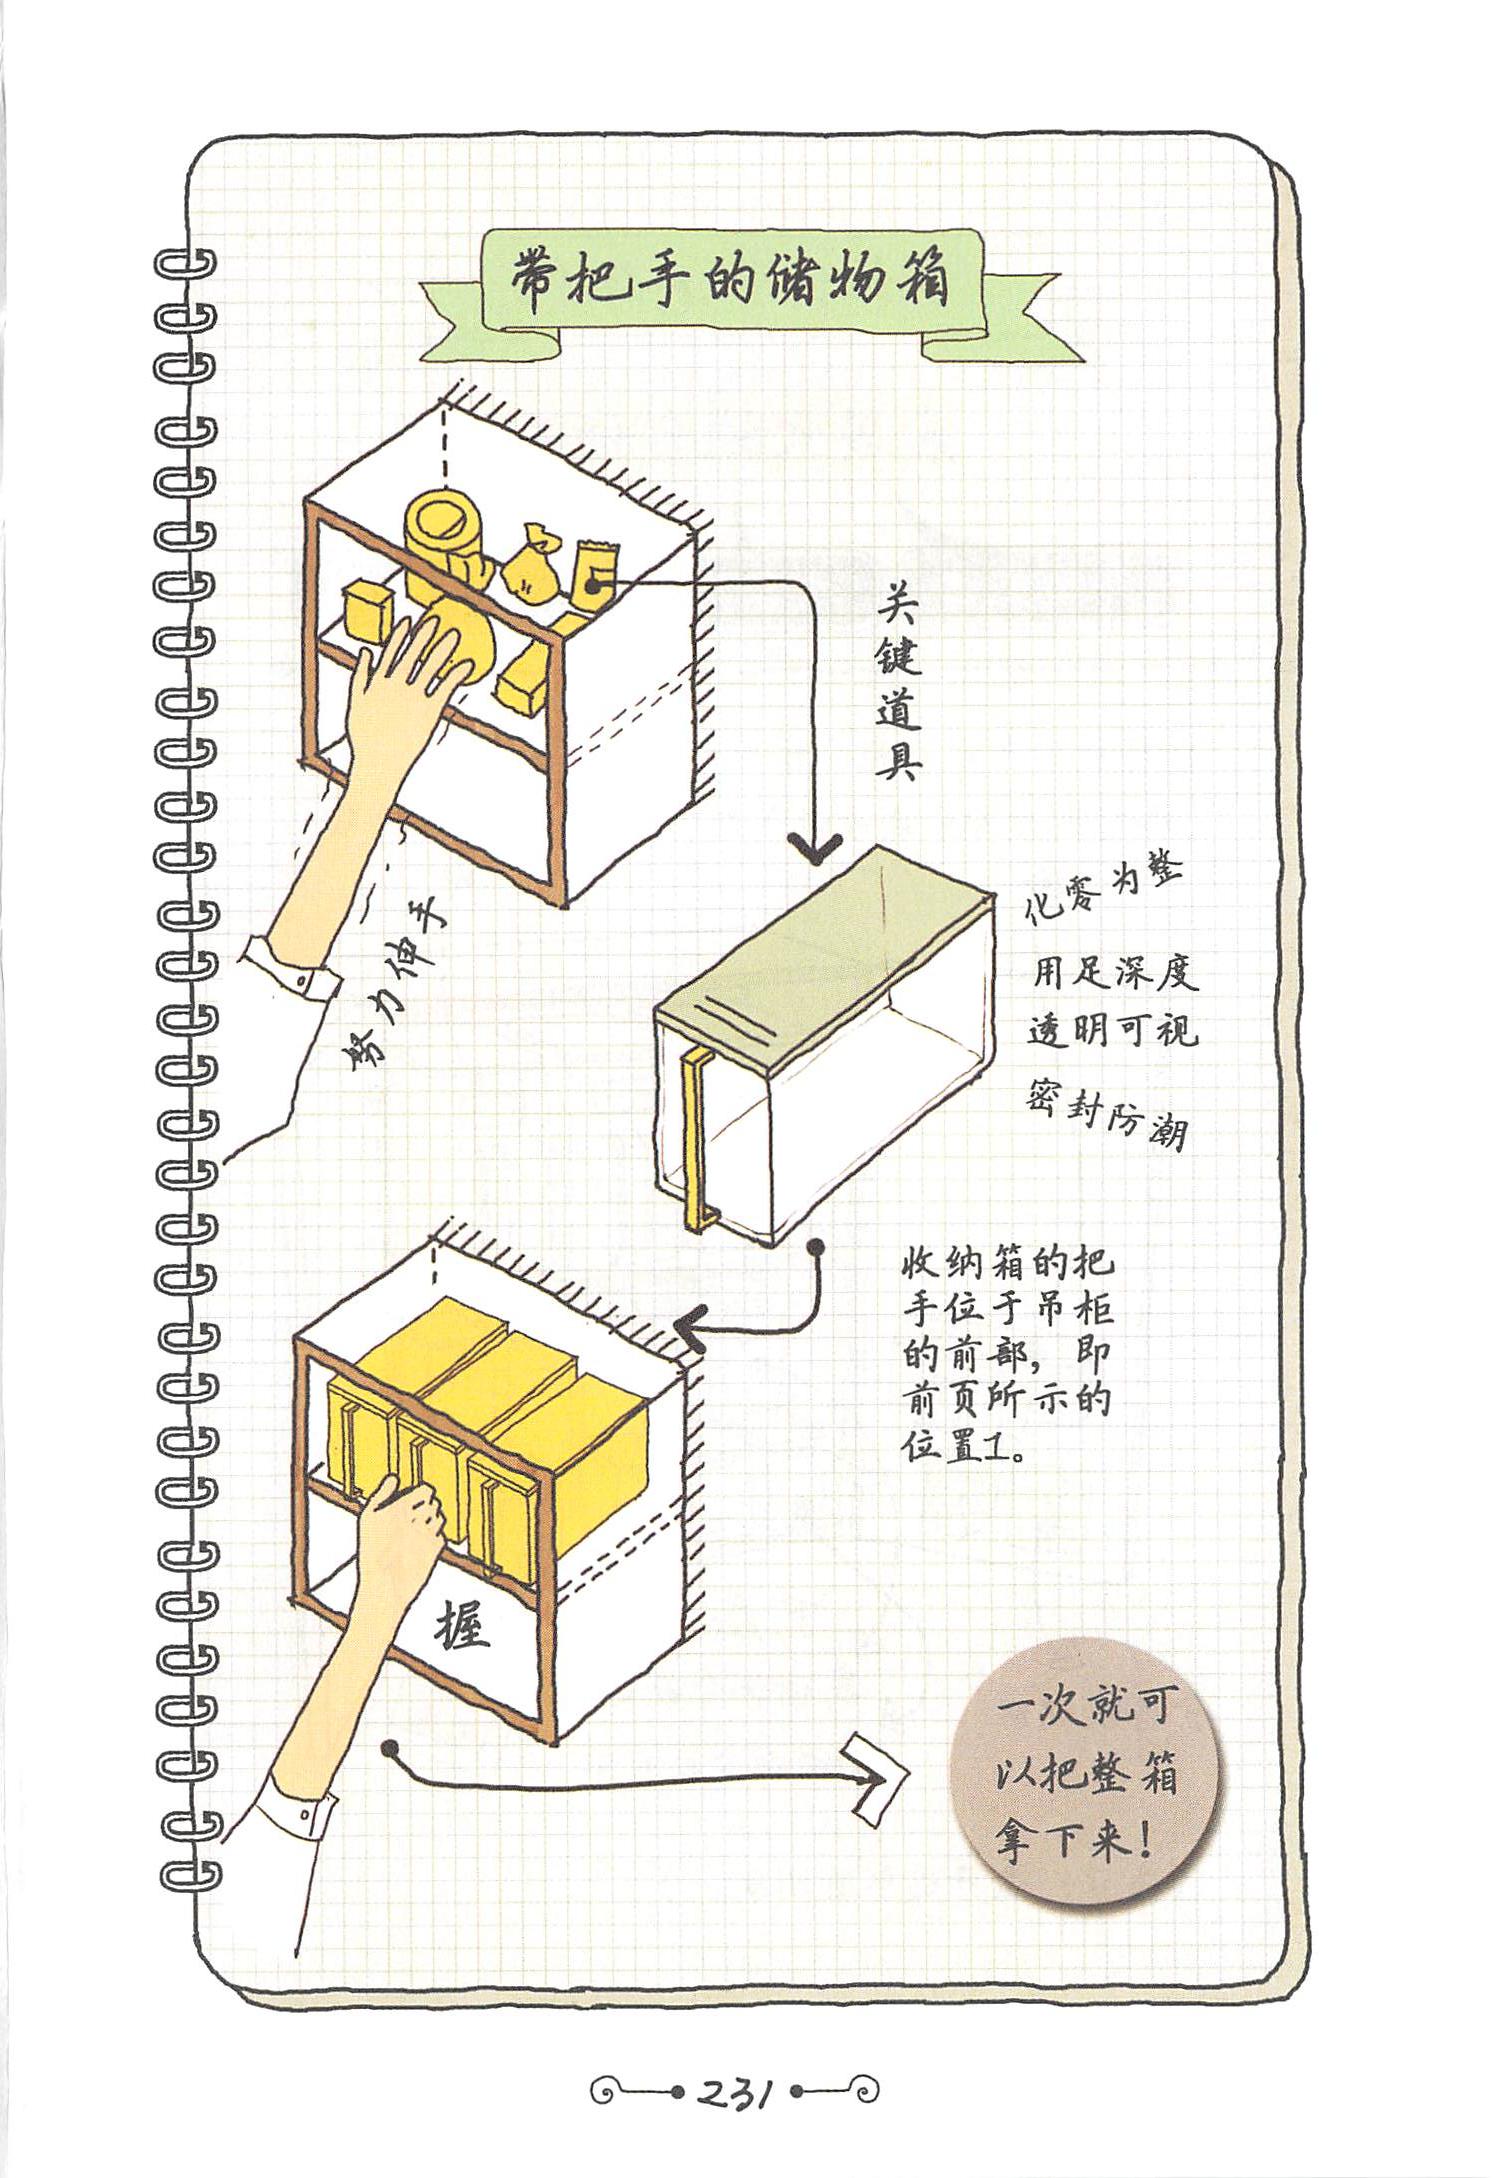 带把手的储物箱
关键道具
努力伸手
化零为整
用足深度
透明可视
密封防潮
收纳箱的把
手位于吊柜
的前部，即
前页所示的
位置1。
握
一次就可
以把整箱
拿下来！
231